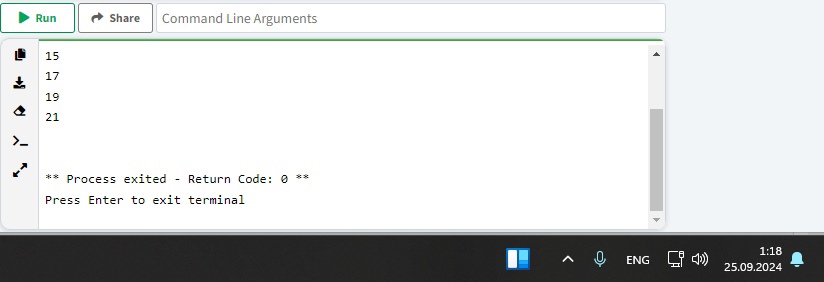 Run Share Command Line Arguments
15
17
19
21
** Process exited - Return Code: 0 **
Press Enter to exit terminal
ENG 1:18
25.09.2024